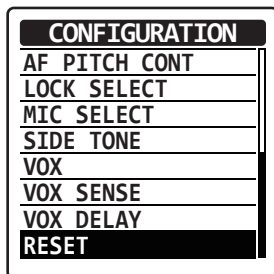 CONFIGURATION
AF PITCH CONT
LOCK SELECT
MIC SELECT
SIDE TONE
VOX
VOX SENSE
VOX DELAY
RESET